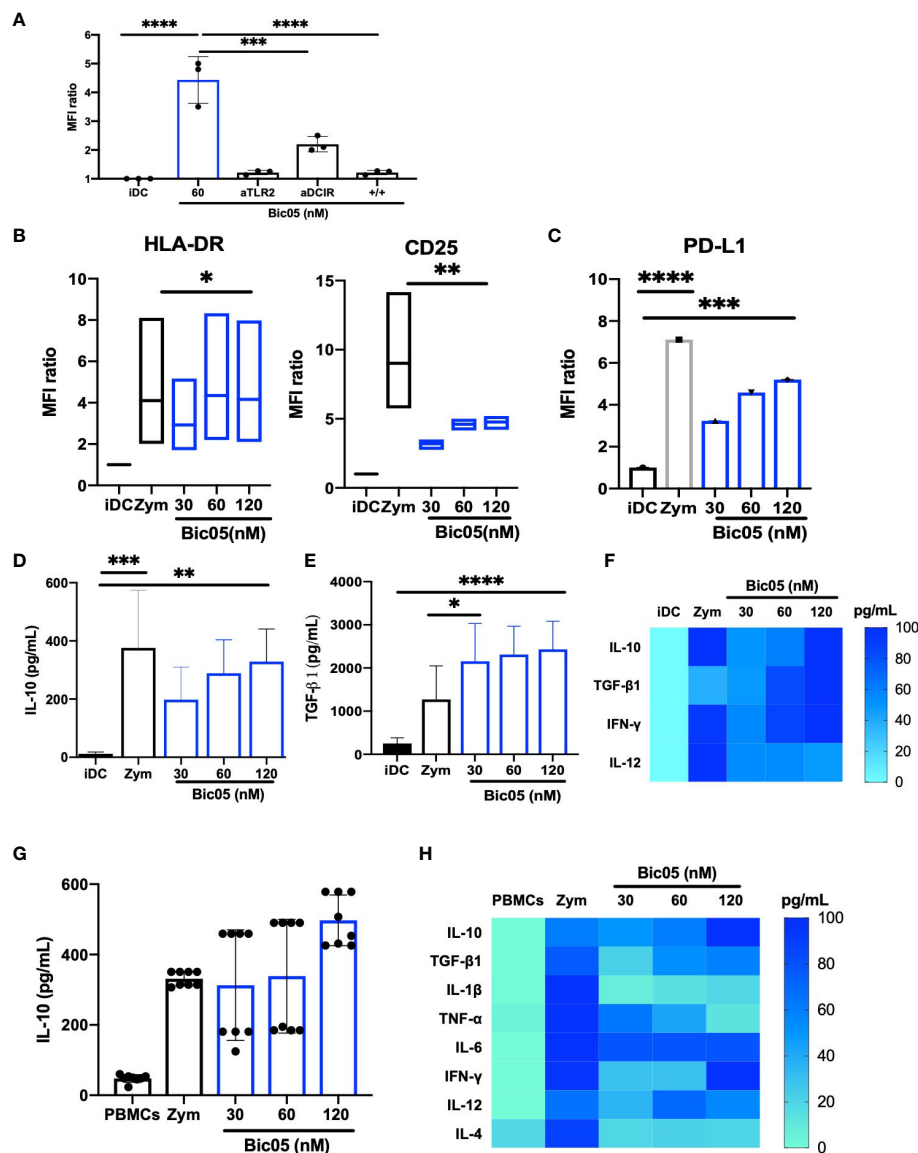 A
****
****
***
MFI ratio
6
5
4
3
2
1
iDC
60
aTLR2
aDCIR
+/+
Bic05 (nM)
B
HLA-DR
*
MFI ratio
10
8
6
4
2
0
iDC
Zym
30
60
120
Bic05(nM)
CD25
**
MFI ratio
15
10
5
0
iDC
Zym
30
60
120
Bic05(nM)
C
PD-L1
****
***
MFI ratio
10
8
6
4
2
0
iDC
Zym
30
60
120
Bic05 (nM)
D
***
**
IL-10 (pg/mL)
600
400
200
0
iDC
Zym
30
60
120
Bic05 (nM)
E
****
*
TGF-β 1 (pg/mL)
4000
3000
2000
1000
0
iDC
Zym
30
60
120
Bic05 (nM)
F
Bic05 (nM)
iDC
Zym
30
60
120
pg/mL
IL-10
TGF-β1
IFN-γ
IL-12
100
80
60
40
20
0
G
IL-10 (pg/mL)
600
400
300
0
PBMCs
Zym
30
60
120
Bic05 (nM)
H
Bic05 (nM)
PBMCs
Zym
30
60
120
pg/mL
IL-10
TGF-β1
IL-1β
TNF-α
IL-6
IFN-γ
IL-12
IL-4
100
80
60
40
20
0